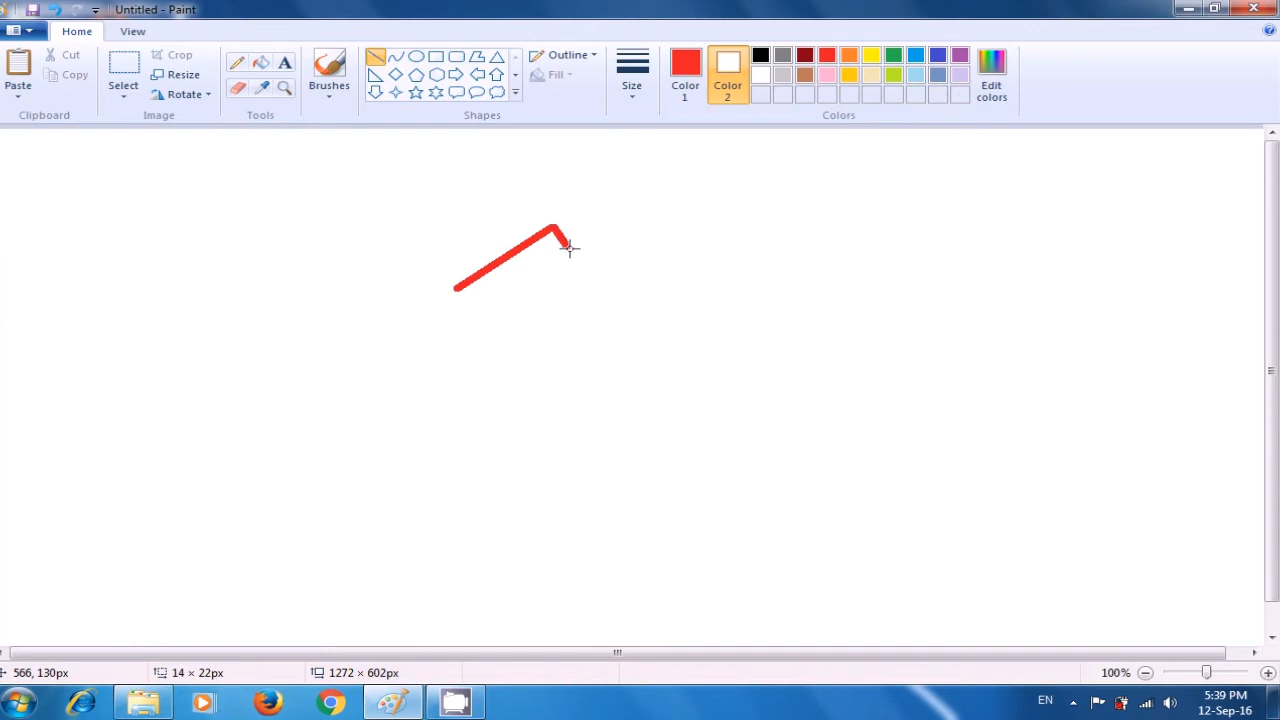 Untitled - Paint
Home View
Paste
Cut
Copy
Clipboard
Select
Crop
Resize
Rotate
Image
A
Tools
Brushes
Shapes
Outline
Fill
Size
Color 1
Color 2
Edit colors
Colors
566, 130px 14 × 22px 1272 × 602px 100%
EN 5:39 PM
12-Sep-16